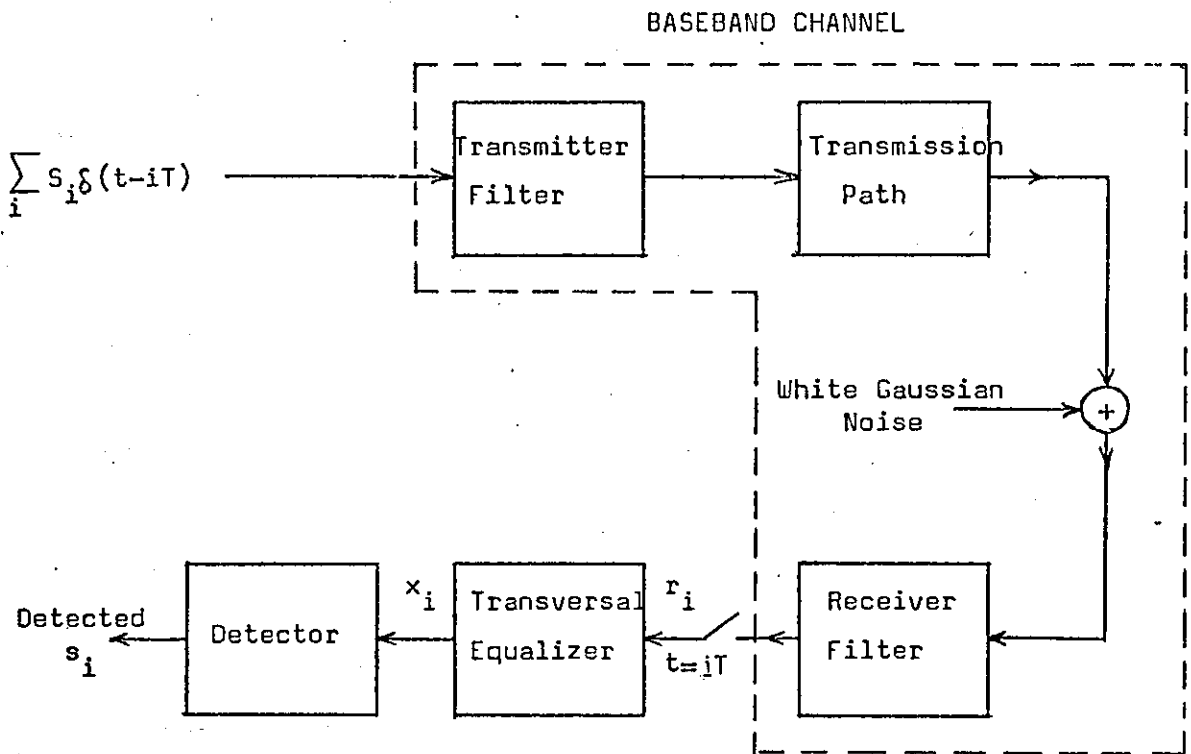 BASEBAND CHANNEL
∑ S_i δ(t-iT)
i
Transmitter
Filter
Transmission
Path
White Gaussian
Noise
+
Detected
s_i
Detector
x_i
Transversal
Equalizer
r_i
t=iT
Receiver
Filter